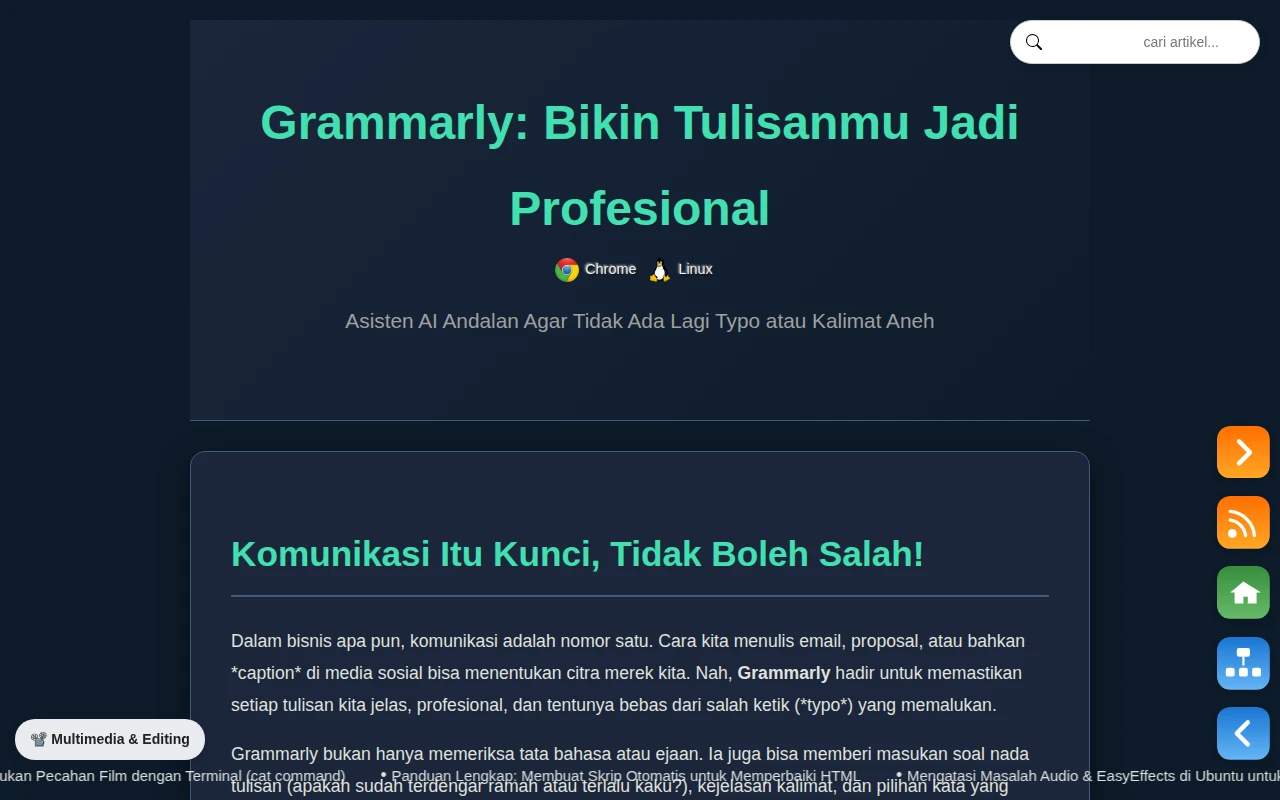 cari artikel...
Grammarly: Bikin Tulisanmu Jadi
Profesional
Chrome Linux
Asisten AI Andalan Agar Tidak Ada Lagi Typo atau Kalimat Aneh
Komunikasi Itu Kunci, Tidak Boleh Salah!
Dalam bisnis apa pun, komunikasi adalah nomor satu. Cara kita menulis email, proposal, atau bahkan
*caption* di media sosial bisa menentukan citra merek kita. Nah, Grammarly hadir untuk memastikan
setiap tulisan kita jelas, profesional, dan tentunya bebas dari salah ketik (*typo*) yang memalukan.
Multimedia & Editing
Grammarly bukan hanya memeriksa tata bahasa atau ejaan. Ia juga bisa memberi masukan soal nada
ukan Pecahan Film dengan Terminal (cat command) • Panduan Lengkap: Membuat Skrip Otomatis untuk Memperbaiki HTML • Mengatasi Masalah Audio & EasyEffects di Ubuntu untuk
tulisan (apakah sudah terdengar ramah atau terlalu kaku?), kejelasan kalimat, dan pilihan kata yang